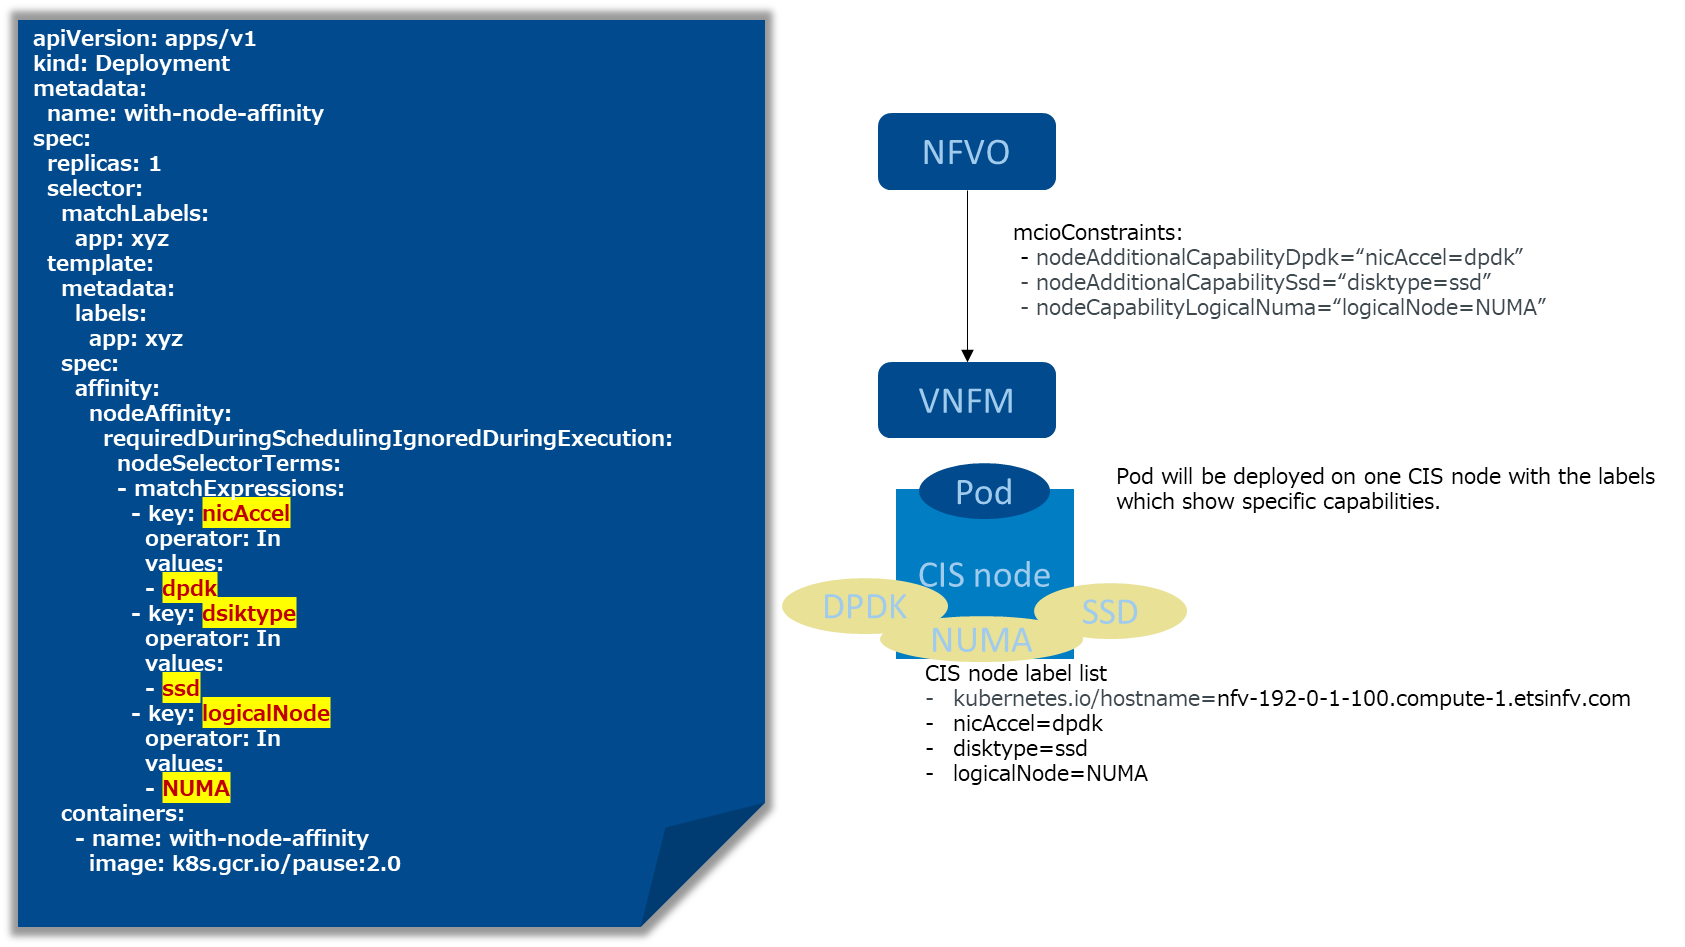 apiVersion: apps/v1
kind: Deployment
metadata:
  name: with-node-affinity
spec:
  replicas: 1
  selector:
    matchLabels:
      app: xyz
  template:
    metadata:
      labels:
        app: xyz
    spec:
      affinity:
        nodeAffinity:
          requiredDuringSchedulingIgnoredDuringExecution:
            nodeSelectorTerms:
            - matchExpressions:
              - key: nicAccel
                operator: In
                values:
                - dpdk
              - key: dsiktype
                operator: In
                values:
                - ssd
              - key: logicalNode
                operator: In
                values:
                - NUMA
    containers:
      - name: with-node-affinity
        image: k8s.gcr.io/pause:2.0
NFVO
mcioConstraints:
- nodeAdditionalCapabilityDpdk=“nicAccel=dpdk”
- nodeAdditionalCapabilitySsd=“disktype=ssd”
- nodeCapabilityLogicalNuma=“logicalNode=NUMA”
VNFM
Pod
Pod will be deployed on one CIS node with the labels
which show specific capabilities.
CIS node
DPDK
SSD
NUMA
CIS node label list
- kubernetes.io/hostname=nfv-192-0-1-100.compute-1.etsinfv.com
- nicAccel=dpdk
- disktype=ssd
- logicalNode=NUMA